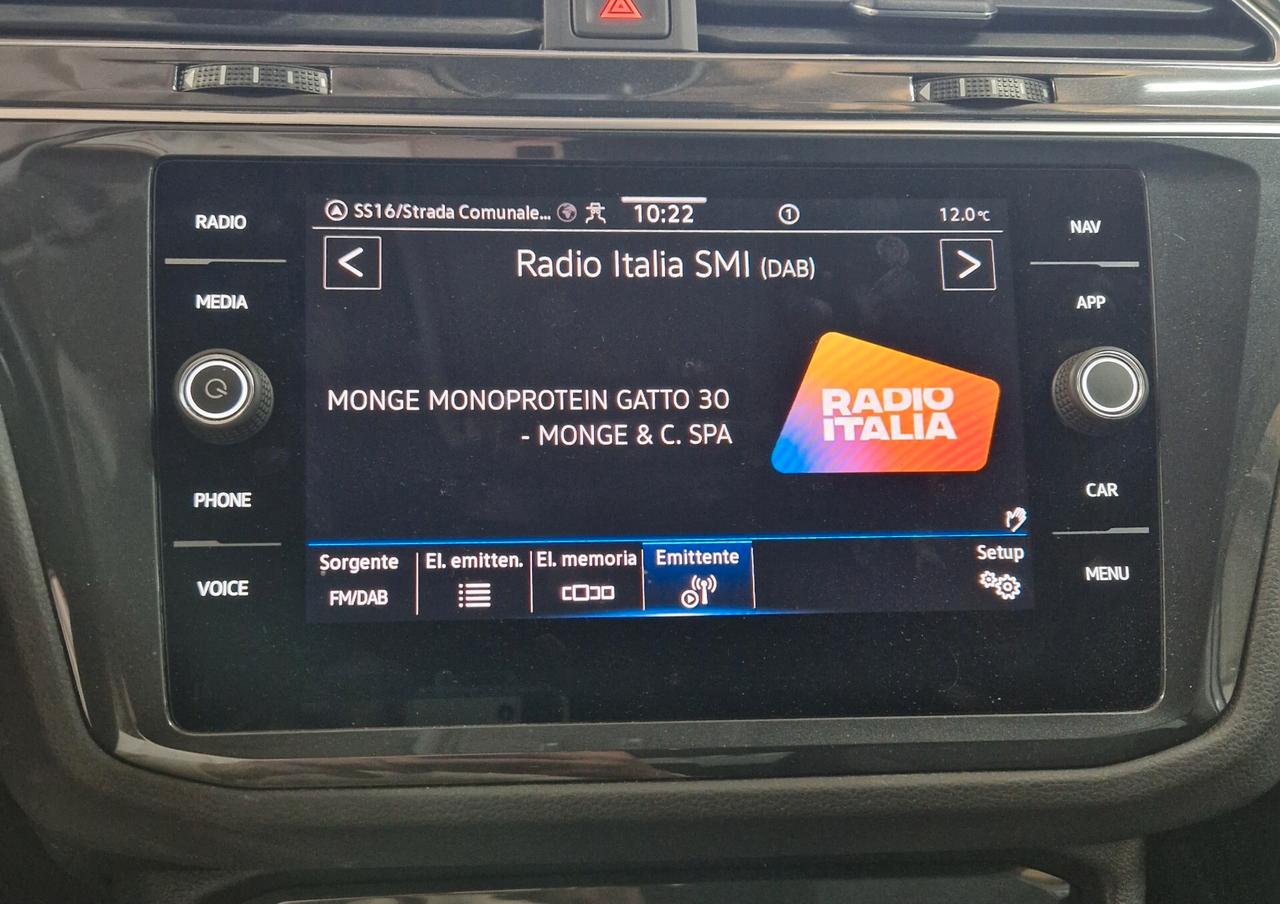 RADIO
MEDIA
PHONE
VOICE
SS16/Strada Comunale...
10:22
1
12.0°C
< Radio Italia SMI (DAB) >
MONGE MONOPROTEIN GATTO 30
- MONGE & C. SPA
RADIO
ITALIA
Sorgente
FM/DAB
El. emitten.
El. memoria
Emittente
Setup
NAV
APP
CAR
MENU